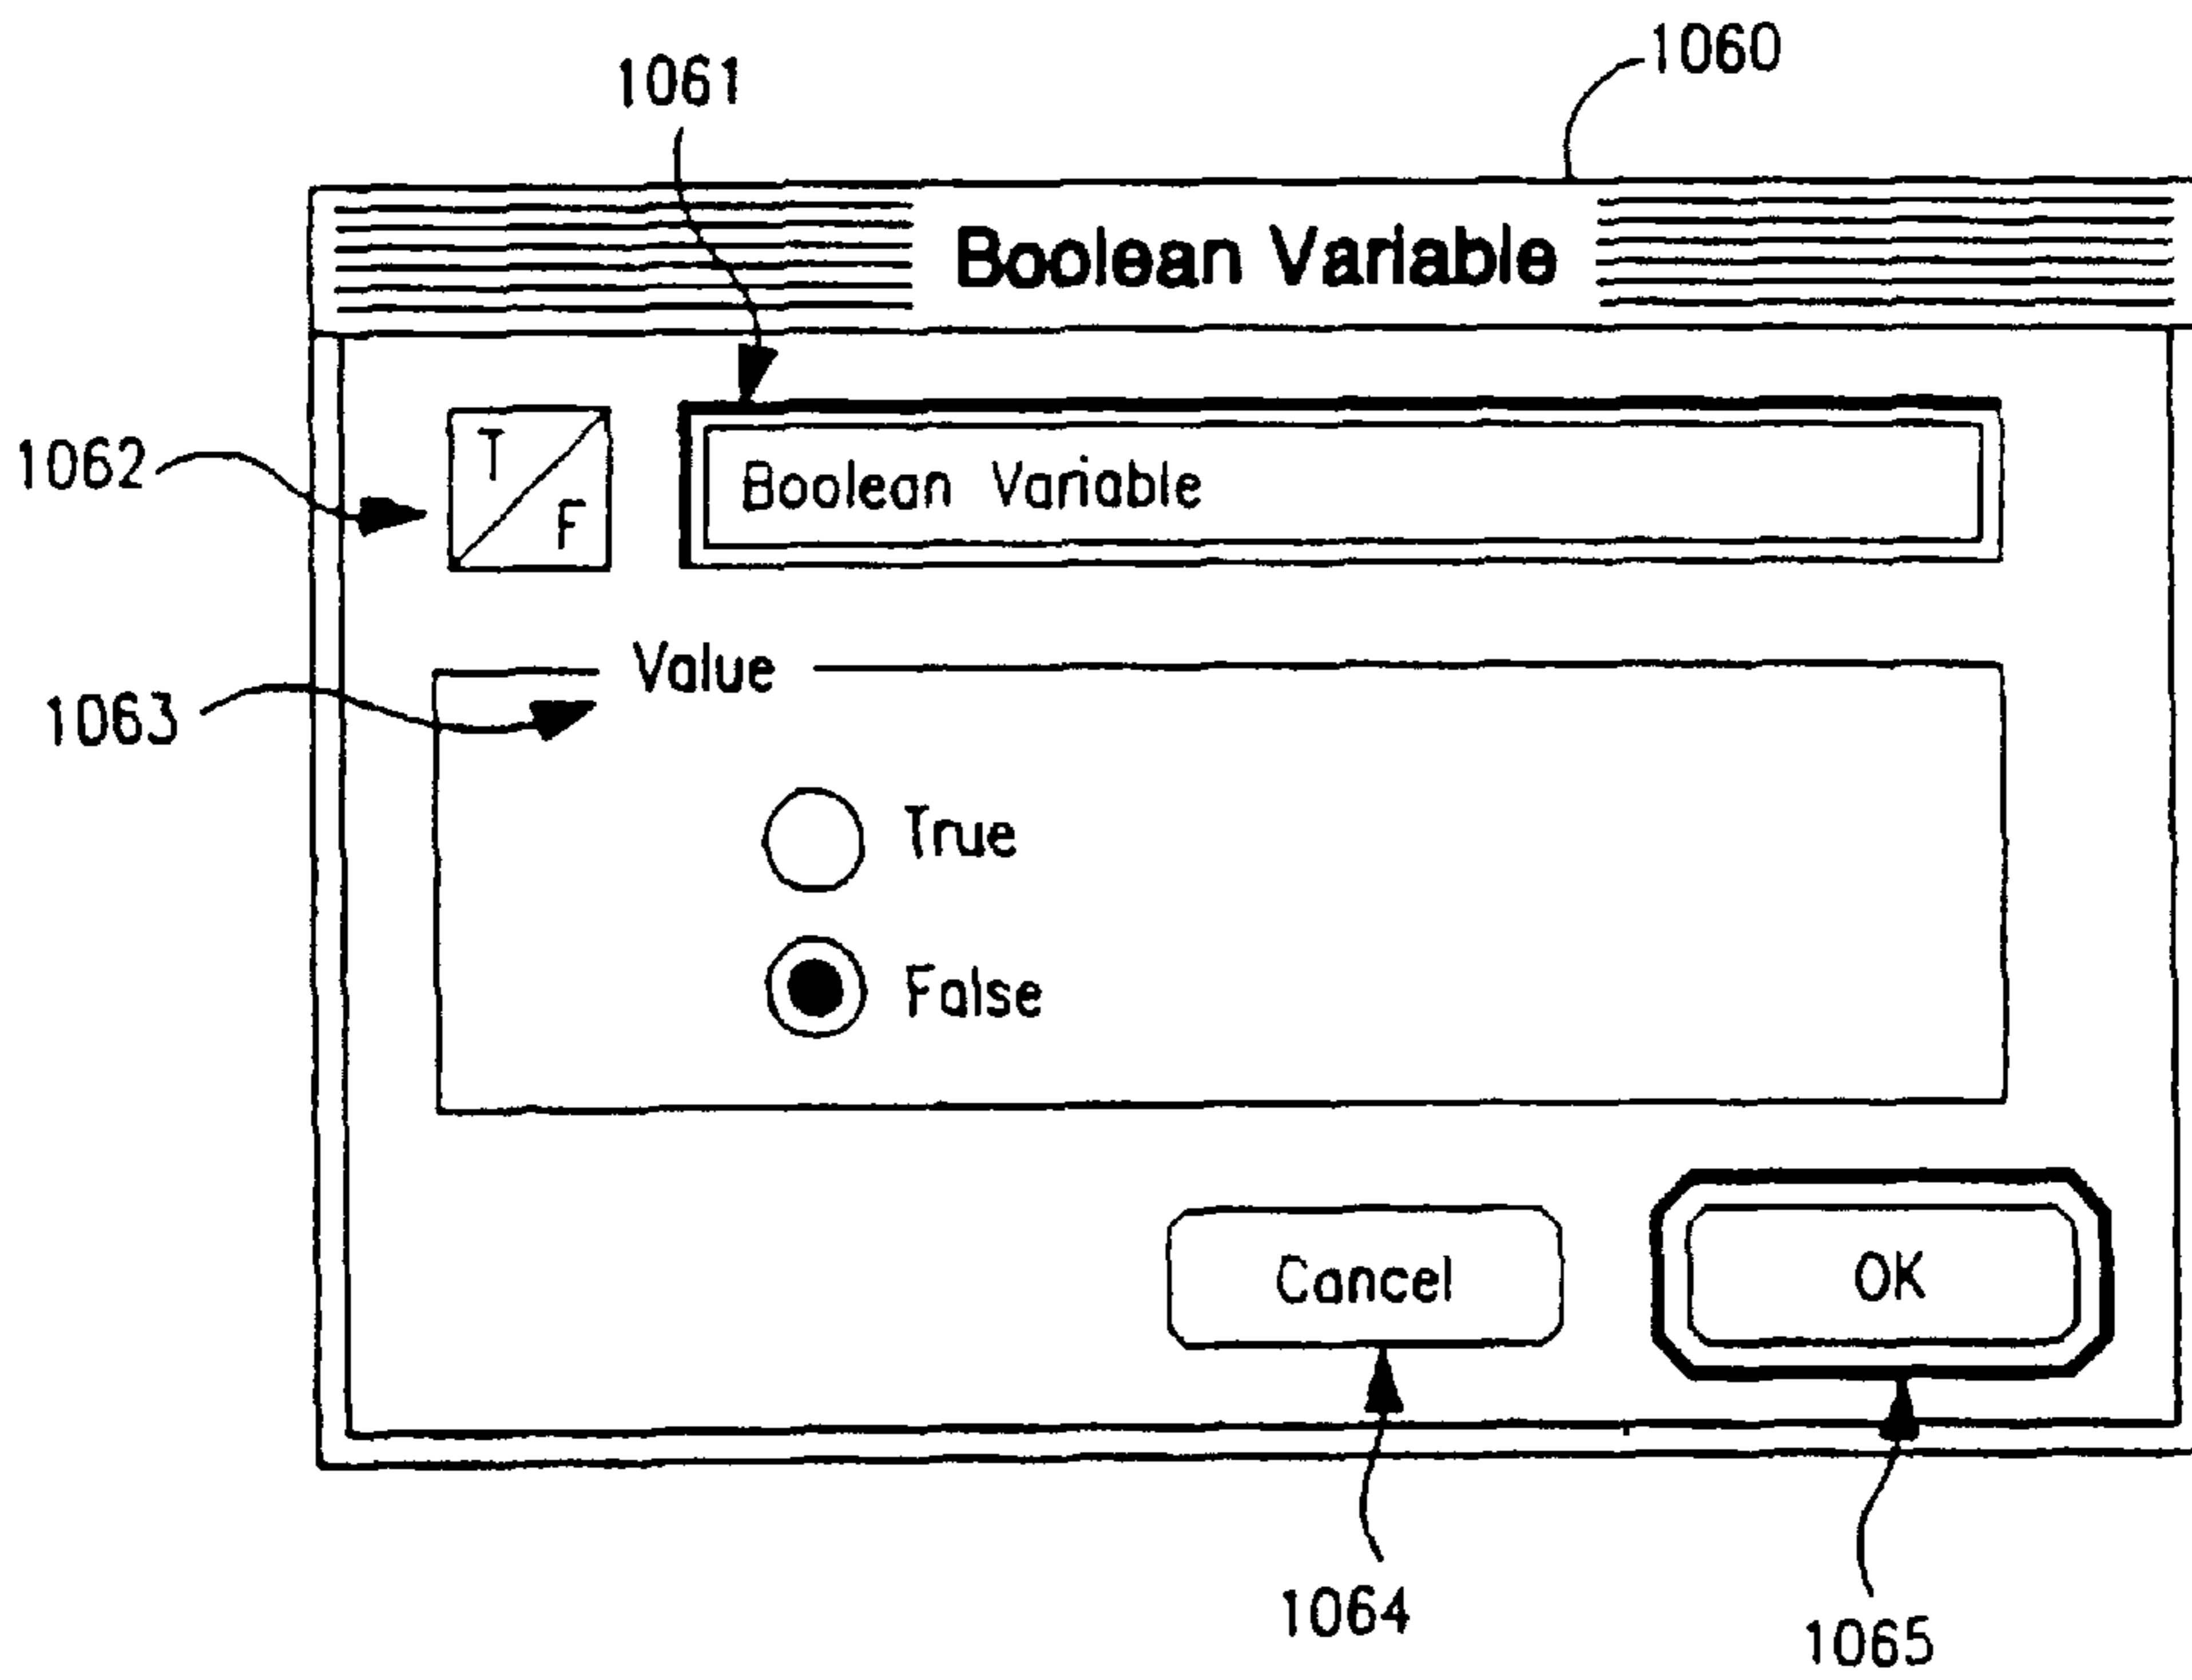 1060
1061
Boolean Variable
1062
T
F
Boolean Variable
1063
Value
True
False
Cancel
OK
1064
1065